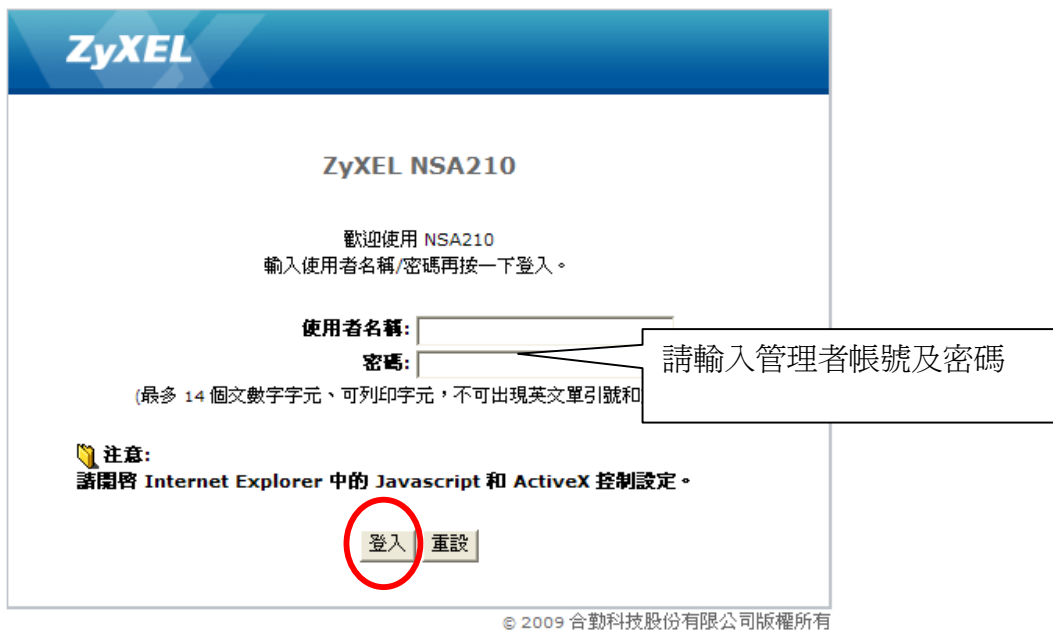 ZyXEL
ZyXEL NSA210
歡迎使用 NSA210
輸入使用者名稱/密碼再按一下登入。
使用者名稱:
密碼:
請輸入管理者帳號及密碼
(最多 14 個文數字字元、可列印字元，不可出現英文單引號和
注意:
請開啓 Internet Explorer 中的 Javascript 和 ActiveX 控制設定。
登入 重設
© 2009 合勤科技股份有限公司版權所有